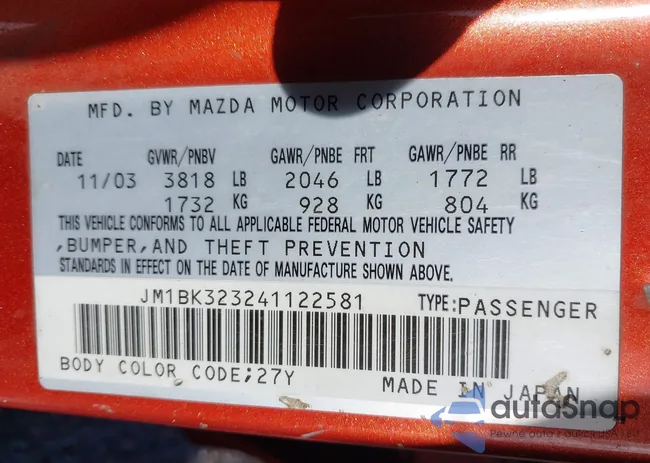 MFD. BY MAZDA MOTOR CORPORATION
DATE GVWR/PNBV GAWR/PNBE FRT GAWR/PNBE RR
11/03 3818 LB 2046 LB 1772 LB
1732 KG 928 KG 804 KG
THIS VEHICLE CONFORMS TO ALL APPLICABLE FEDERAL MOTOR VEHICLE SAFETY
,BUMPER,AND THEFT PREVENTION
STANDARDS IN EFFECT ON THE DATE OF MANUFACTURE SHOWN ABOVE.
JM1BK323241122581 TYPE:PASSENGER
BODY COLOR CODE;27Y
MADE IN JAPAN
autoSnap
Pewne auto z